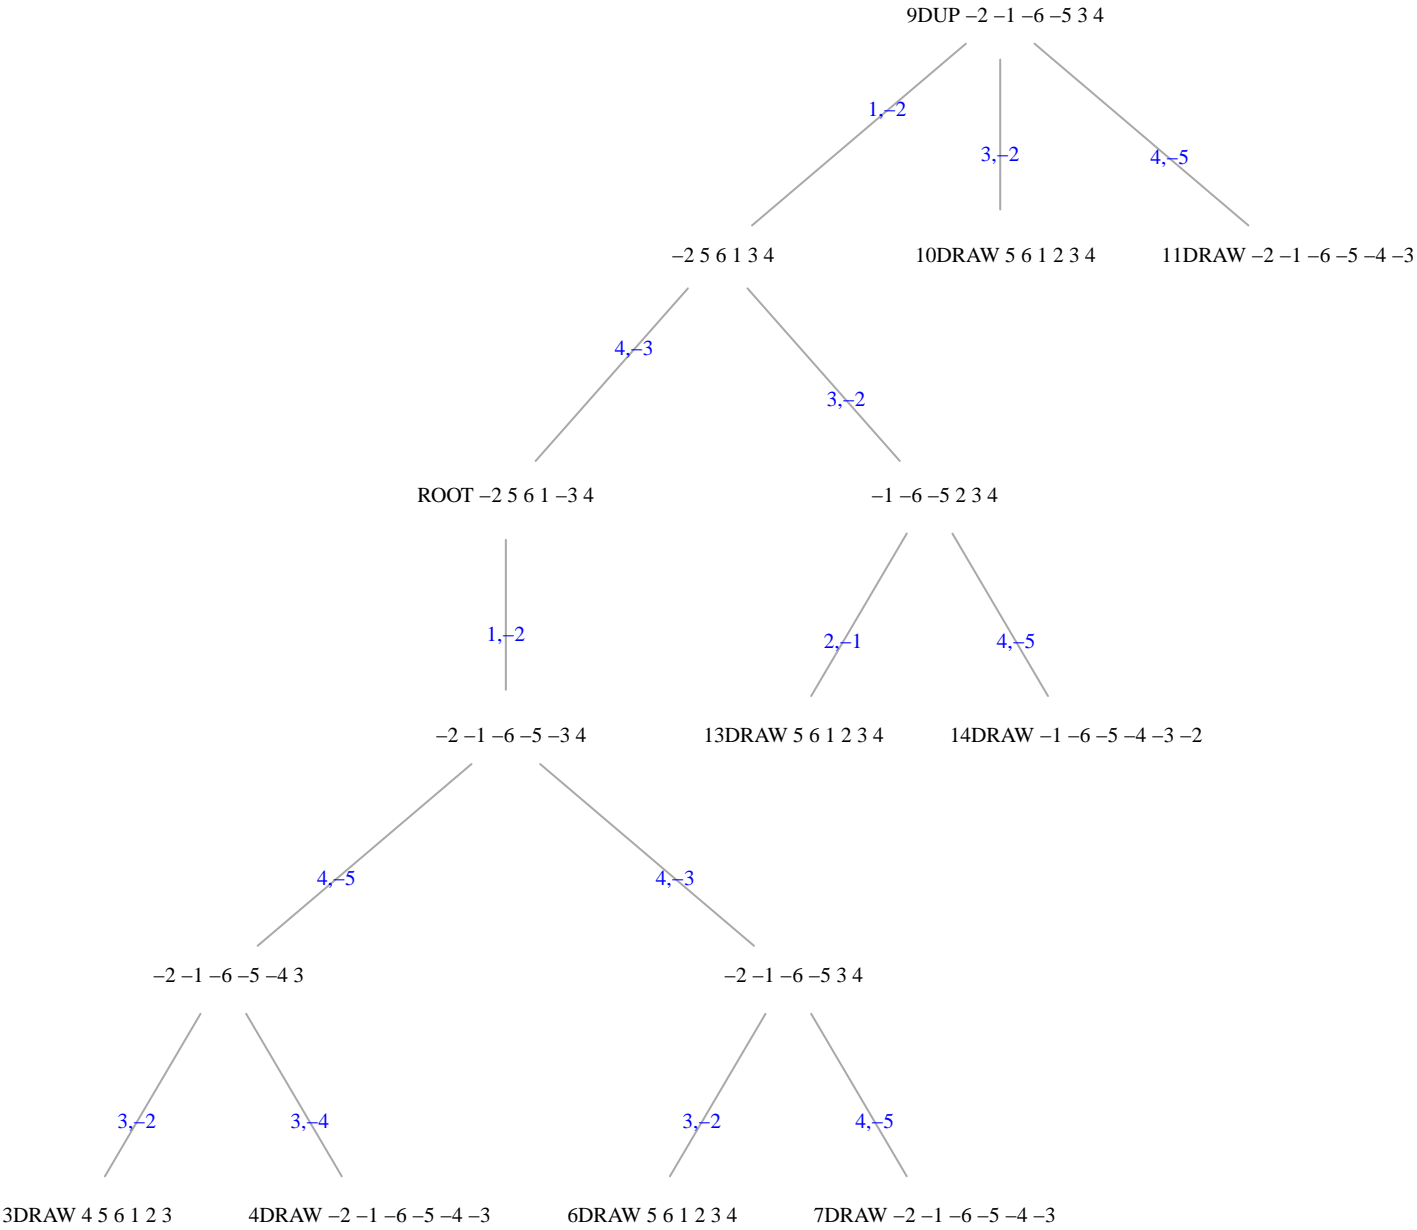 9DUP –2 –1 –6 –5 3 4
1,–2
3,–2
4,–5
–2 5 6 1 3 4
10DRAW 5 6 1 2 3 4
11DRAW –2 –1 –6 –5 –4 –3
4,–3
3,–2
ROOT –2 5 6 1 –3 4
–1 –6 –5 2 3 4
1,–2
2,–1
4,–5
–2 –1 –6 –5 –3 4
13DRAW 5 6 1 2 3 4
14DRAW –1 –6 –5 –4 –3 –2
4,–5
4,–3
–2 –1 –6 –5 –4 3
–2 –1 –6 –5 3 4
3,–2
3,–4
3,–2
4,–5
3DRAW 4 5 6 1 2 3
4DRAW –2 –1 –6 –5 –4 –3
6DRAW 5 6 1 2 3 4
7DRAW –2 –1 –6 –5 –4 –3